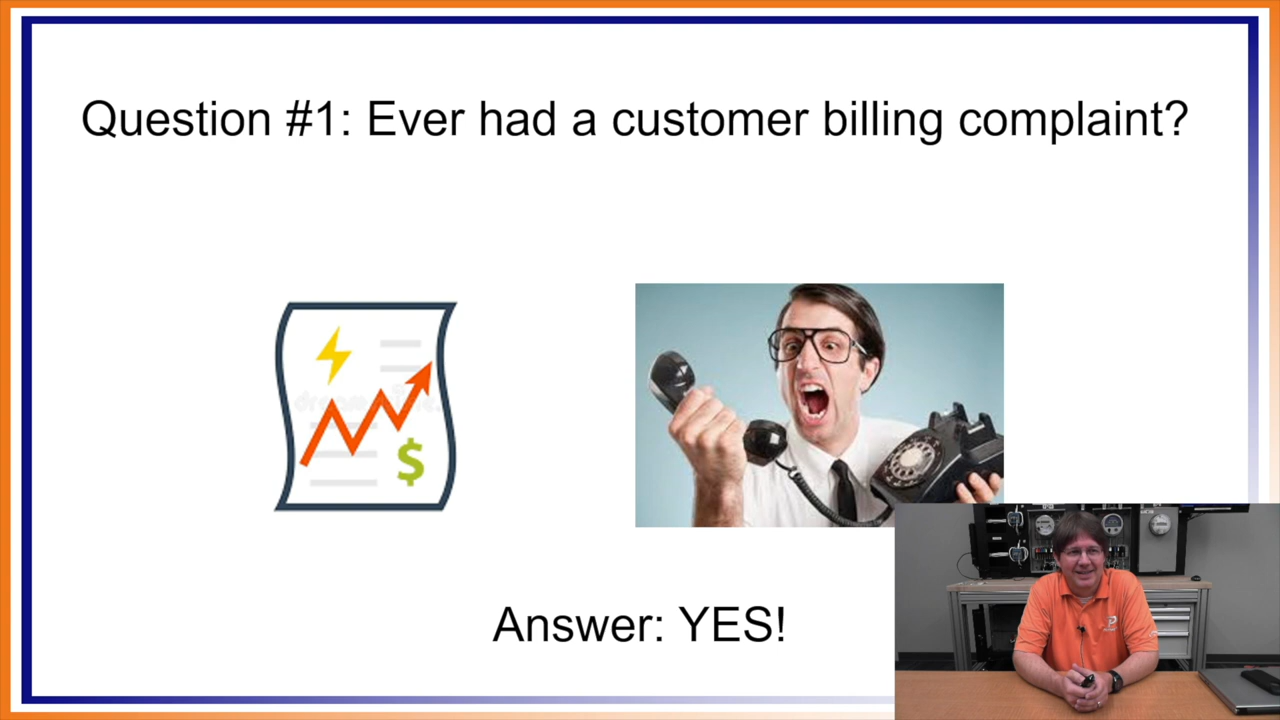 Question #1: Ever had a customer billing complaint?
$
Answer: YES!